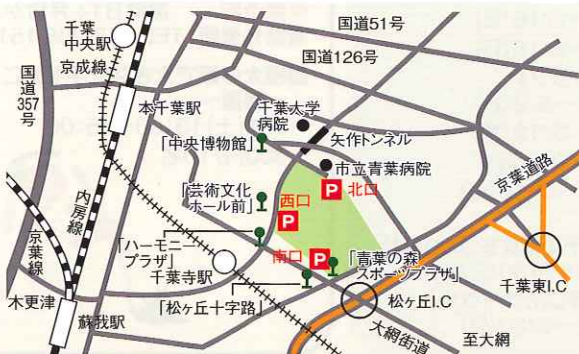 国道51号
千葉
中央駅
国道126号
京成線
国道
357
号
本千葉駅
千葉大学
病院
「中央博物館」
矢作トンネル
市立青葉病院
京葉道路
「芸術文化
ホール前」
西口
P
P
北口
内房線
京葉線
「ハーモニー
プラザ」
千葉寺駅
南口
P
「青葉の森
スポーツプラザ」
千葉東I.C
「松ヶ丘十字路」
松ヶ丘I.C
木更津
蘇我駅
大網街道
至大網